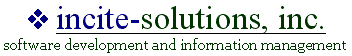 ❖ incite-solutions, inc.
software development and information management